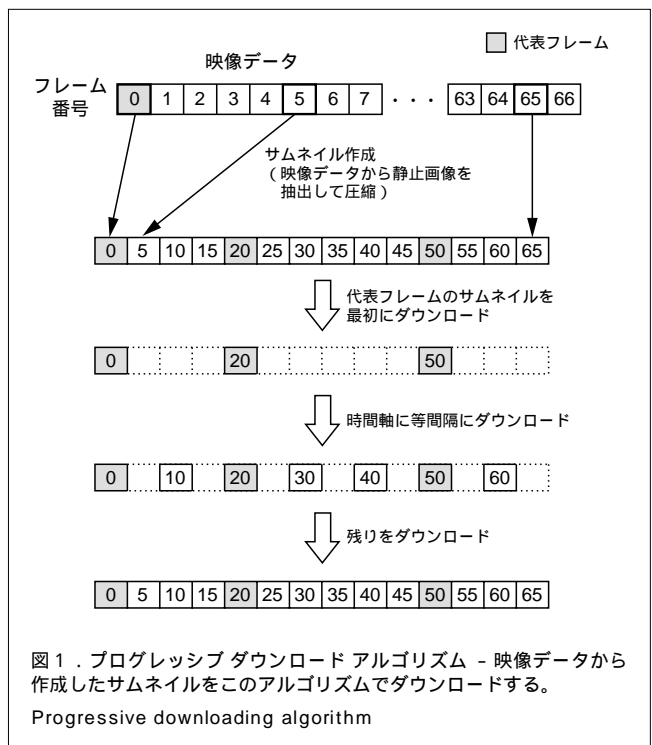 代表フレーム
映像データ
フレーム
番号
0 1 2 3 4 5 6 7 ・・・ 63 64 65 66
サムネイル作成
（映像データから静止画像を
抽出して圧縮）
0 5 10 15 20 25 30 35 40 45 50 55 60 65
代表フレームのサムネイルを
最初にダウンロード
0 20 50
時間軸に等間隔にダウンロード
0 10 20 30 40 50 60
残りをダウンロード
0 5 10 15 20 25 30 35 40 45 50 55 60 65
図1．プログレッシブ ダウンロード アルゴリズム － 映像データから
作成したサムネイルをこのアルゴリズムでダウンロードする。
Progressive downloading algorithm